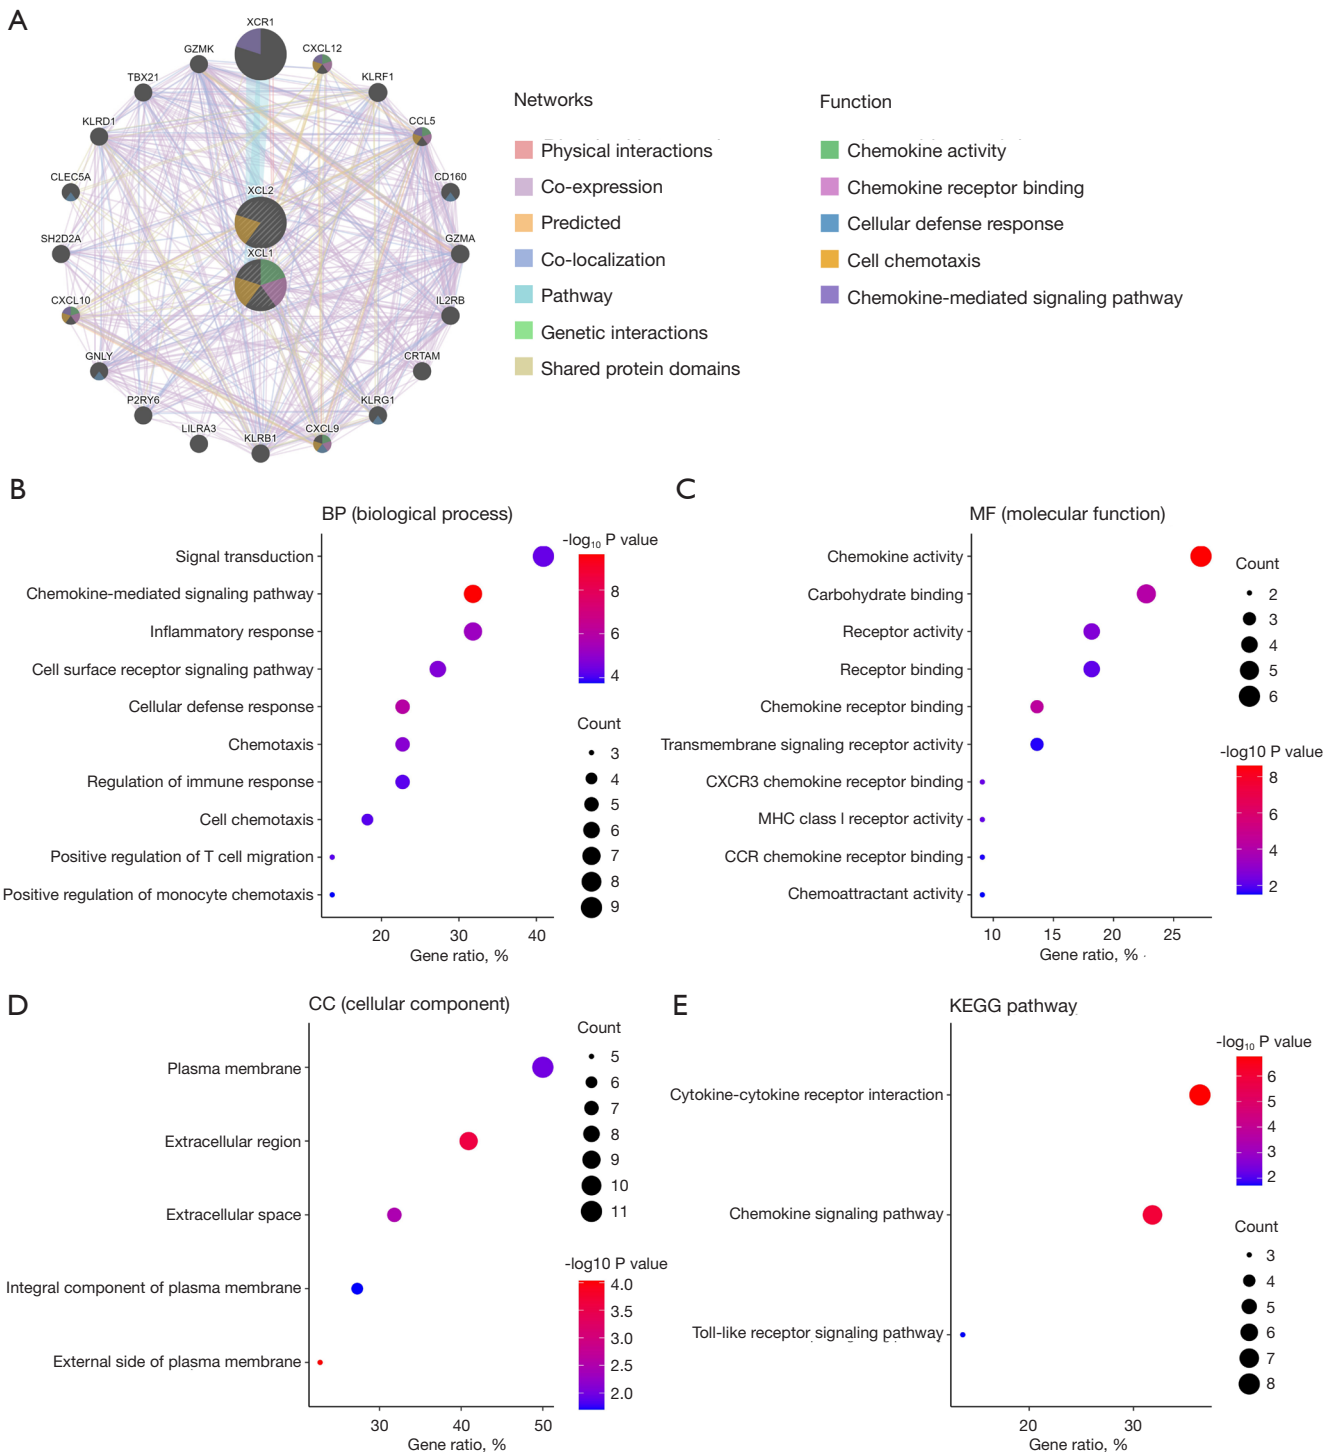 A
XCR1
GZMK
CXCL12
TBX21
KLRF1
KLRD1
CCL5
CLEC5A
CD160
XCL2
SH2D2A
GZMA
XCL1
CXCL10
IL2RB
GNLY
CRTAM
P2RY6
KLRG1
LILRA3
CXCL9
KLRB1
Networks
Physical interactions
Co-expression
Predicted
Co-localization
Pathway
Genetic interactions
Shared protein domains
Function
Chemokine activity
Chemokine receptor binding
Cellular defense response
Cell chemotaxis
Chemokine-mediated signaling pathway
B
BP (biological process)
Signal transduction
Chemokine-mediated signaling pathway
Inflammatory response
Cell surface receptor signaling pathway
Cellular defense response
Chemotaxis
Regulation of immune response
Cell chemotaxis
Positive regulation of T cell migration
Positive regulation of monocyte chemotaxis
20 30 40
Gene ratio, %
-log₁₀ P value
8
6
4
Count
3
4
5
6
7
8
9
C
MF (molecular function)
Chemokine activity
Carbohydrate binding
Receptor activity
Receptor binding
Chemokine receptor binding
Transmembrane signaling receptor activity
CXCR3 chemokine receptor binding
MHC class I receptor activity
CCR chemokine receptor binding
Chemoattractant activity
10 15 20 25
Gene ratio, %
Count
2
3
4
5
6
-log10 P value
8
6
4
2
D
CC (cellular component)
Plasma membrane
Extracellular region
Extracellular space
Integral component of plasma membrane
External side of plasma membrane
30 40 50
Gene ratio, %
Count
5
6
7
8
9
10
11
-log10 P value
4.0
3.5
3.0
2.5
2.0
E
KEGG pathway
Cytokine-cytokine receptor interaction
Chemokine signaling pathway
Toll-like receptor signaling pathway
20 30
Gene ratio, %
-log₁₀ P value
6
5
4
3
2
Count
3
4
5
6
7
8